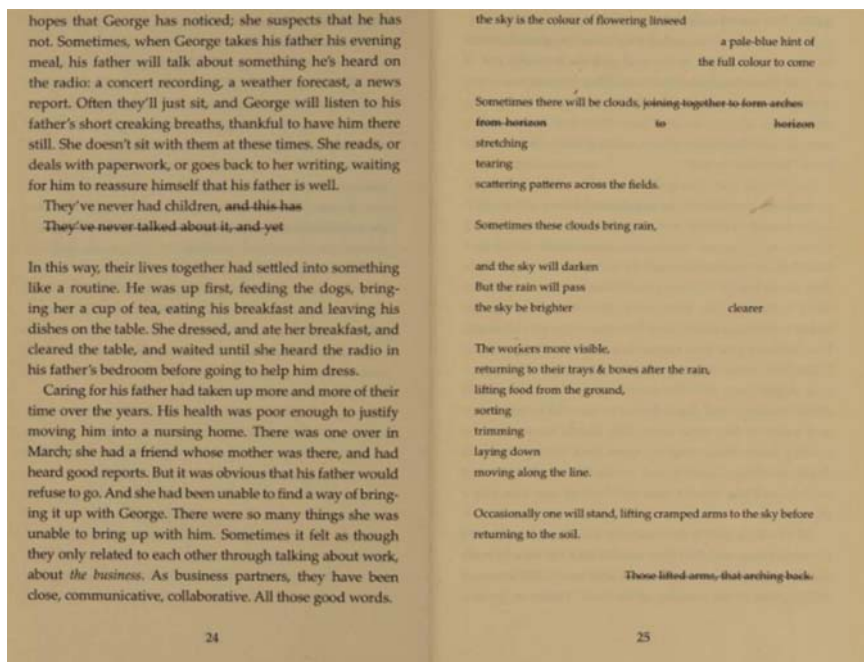 hopes that George has noticed; she suspects that he has
not. Sometimes, when George takes his father his evening
meal, his father will talk about something he's heard on
the radio: a concert recording, a weather forecast, a news
report. Often they'll just sit, and George will listen to his
father's short creaking breaths, thankful to have him there
still. She doesn't sit with them at these times. She reads, or
deals with paperwork, or goes back to her writing, waiting
for him to reassure himself that his father is well.
They've never had children, and this has
They've never talked about it, and yet
In this way, their lives together had settled into something
like a routine. He was up first, feeding the dogs, bring-
ing her a cup of tea, eating his breakfast and leaving his
dishes on the table. She dressed, and ate her breakfast, and
cleared the table, and waited until she heard the radio in
his father's bedroom before going to help him dress.
Caring for his father had taken up more and more of their
time over the years. His health was poor enough to justify
moving him into a nursing home. There was one over in
March; she had a friend whose mother was there, and had
heard good reports. But it was obvious that his father would
refuse to go. And she had been unable to find a way of bring-
ing it up with George. There were so many things she was
unable to bring up with him. Sometimes it felt as though
they only related to each other through talking about work,
about the business. As business partners, they have been
close, communicative, collaborative. All those good words.
24
the sky is the colour of flowering linseed
a pale-blue hint of
the full colour to come
Sometimes there will be clouds, joining together to form arches
from horizon to horizon
stretching
tearing
scattering patterns across the fields.
Sometimes these clouds bring rain,
and the sky will darken
But the rain will pass
the sky be brighter clearer
The workers more visible,
returning to their trays & boxes after the rain,
lifting food from the ground,
sorting
trimming
laying down
moving along the line.
Occasionally one will stand, lifting cramped arms to the sky before
returning to the soil.
Those lifted arms, that arching back.
25